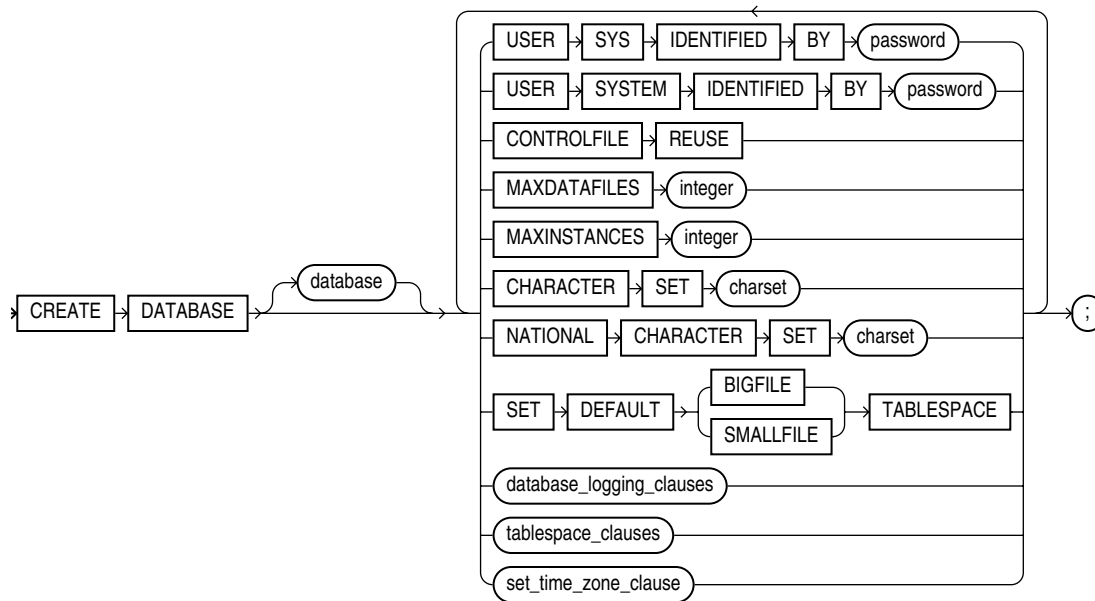 USER SYS IDENTIFIED BY password
USER SYSTEM IDENTIFIED BY password
CONTROLFILE REUSE
MAXDATAFILES integer
MAXINSTANCES integer
database
CHARACTER SET charset
CREATE DATABASE
;
NATIONAL CHARACTER SET charset
BIGFILE
SET DEFAULT TABLESPACE
SMALLFILE
database_logging_clauses
tablespace_clauses
set_time_zone_clause